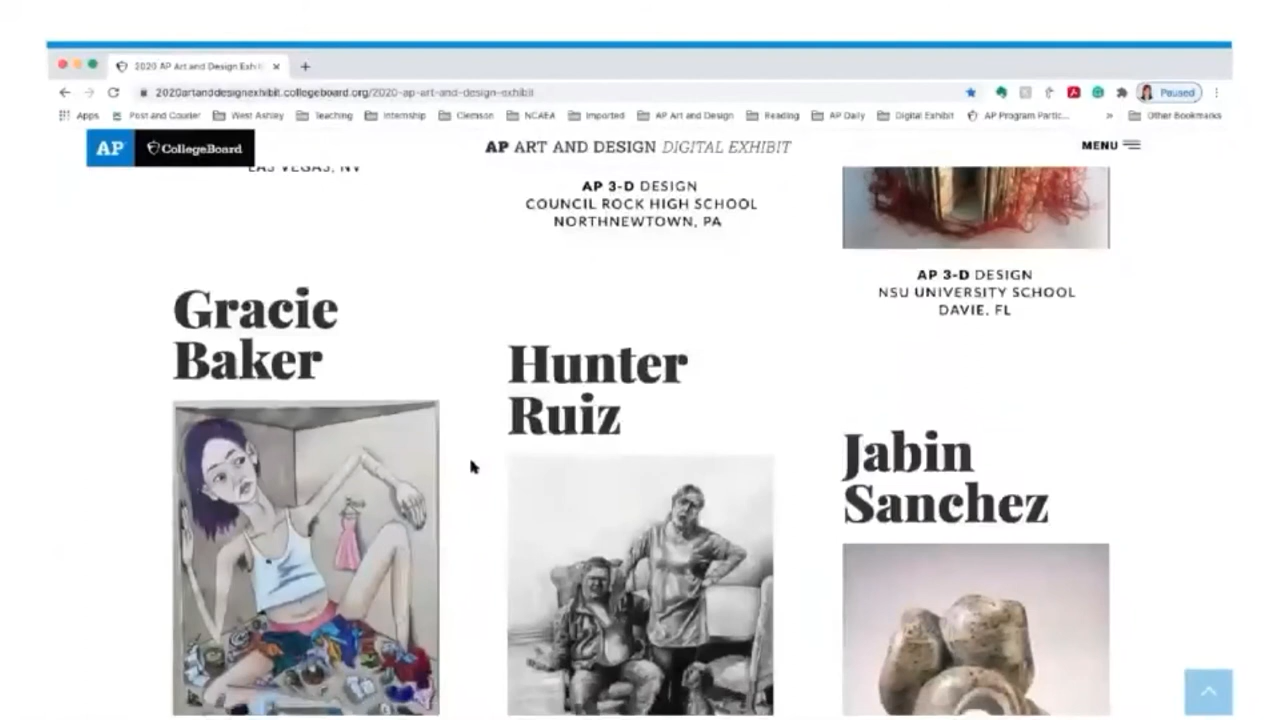 2020 AP Art and Design Exhi
2020artanddesignexhibit.collegeboard.org/2020-ap-art-and-design-exhibit
Paused
Apps
Post and Courier
West Ashley
Teaching
Internship
Clemson
NCAEA
Imported
AP Art and Design
Reading
AP Daily
Digital Exhibit
AP Program Partic...
»
Other Bookmarks
AP
CollegeBoard
AP ART AND DESIGN DIGITAL EXHIBIT
MENU
LAS VEGAS, NV
AP 3-D DESIGN
COUNCIL ROCK HIGH SCHOOL
NORTHNEWTOWN, PA
AP 3-D DESIGN
NSU UNIVERSITY SCHOOL
DAVIE, FL
Gracie
Baker
Hunter
Ruiz
Jabin
Sanchez